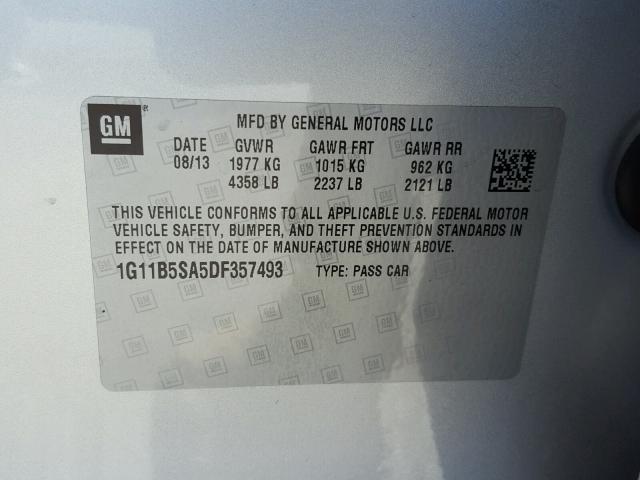 GM
MFD BY GENERAL MOTORS LLC
DATE GVWR GAWR FRT GAWR RR
08/13 1977 KG 1015 KG 962 KG
4358 LB 2237 LB 2121 LB
THIS VEHICLE CONFORMS TO ALL APPLICABLE U.S. FEDERAL MOTOR
VEHICLE SAFETY, BUMPER, AND THEFT PREVENTION STANDARDS IN
EFFECT ON THE DATE OF MANUFACTURE SHOWN ABOVE.
1G11B5SA5DF357493 TYPE: PASS CAR